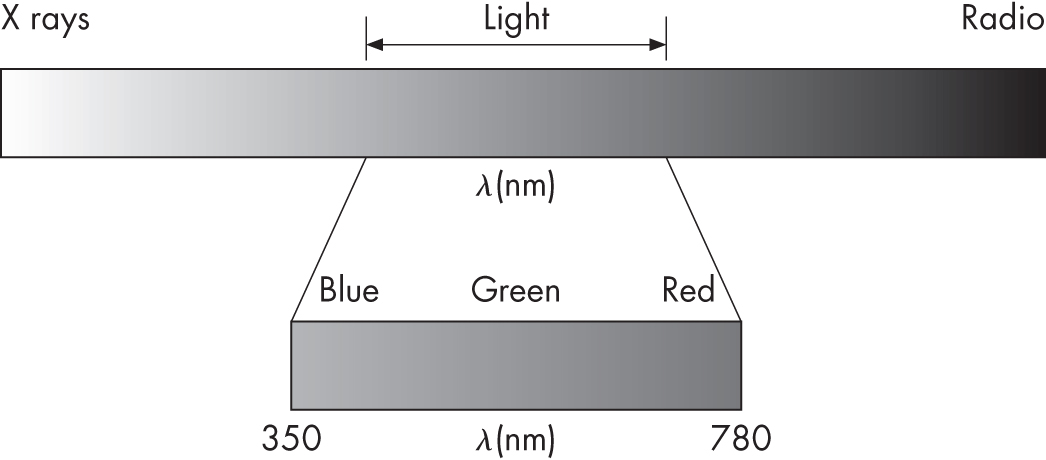 X rays Light Radio
λ(nm)
Blue Green Red
350 λ(nm) 780